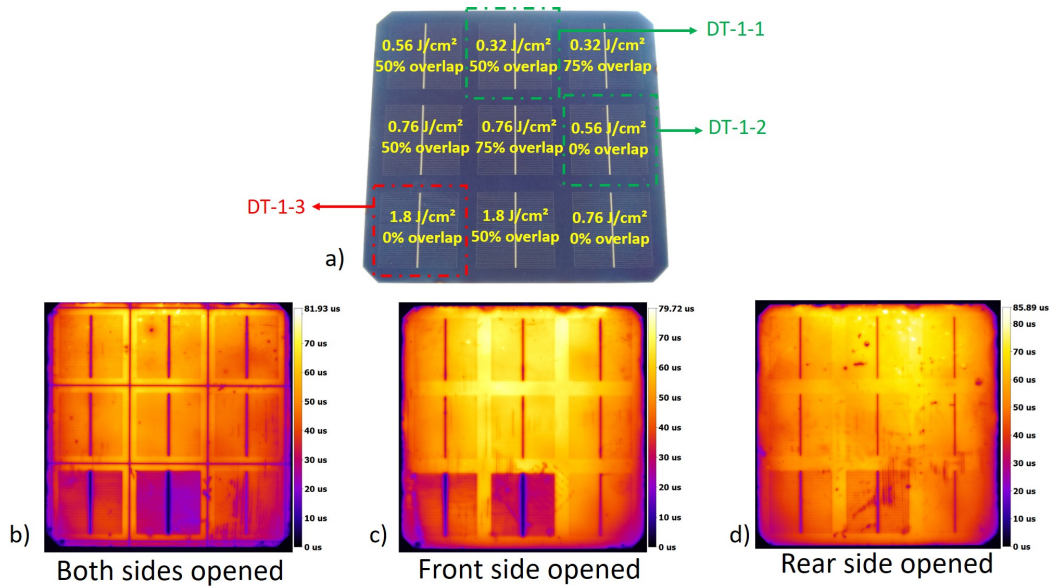 0.56 J/cm²
50% overlap
0.32 J/cm²
50% overlap
0.32 J/cm²
75% overlap
DT-1-1
0.76 J/cm²
50% overlap
0.76 J/cm²
75% overlap
0.56 J/cm²
0% overlap
DT-1-2
DT-1-3
1.8 J/cm²
0% overlap
1.8 J/cm²
50% overlap
0.76 J/cm²
0% overlap
a)
81.93 us
70 us
60 us
50 us
40 us
30 us
20 us
10 us
0 us
b)
Both sides opened
79.72 us
70 us
60 us
50 us
40 us
30 us
20 us
10 us
0 us
c)
Front side opened
85.89 us
80 us
70 us
60 us
50 us
40 us
30 us
20 us
10 us
0 us
d)
Rear side opened